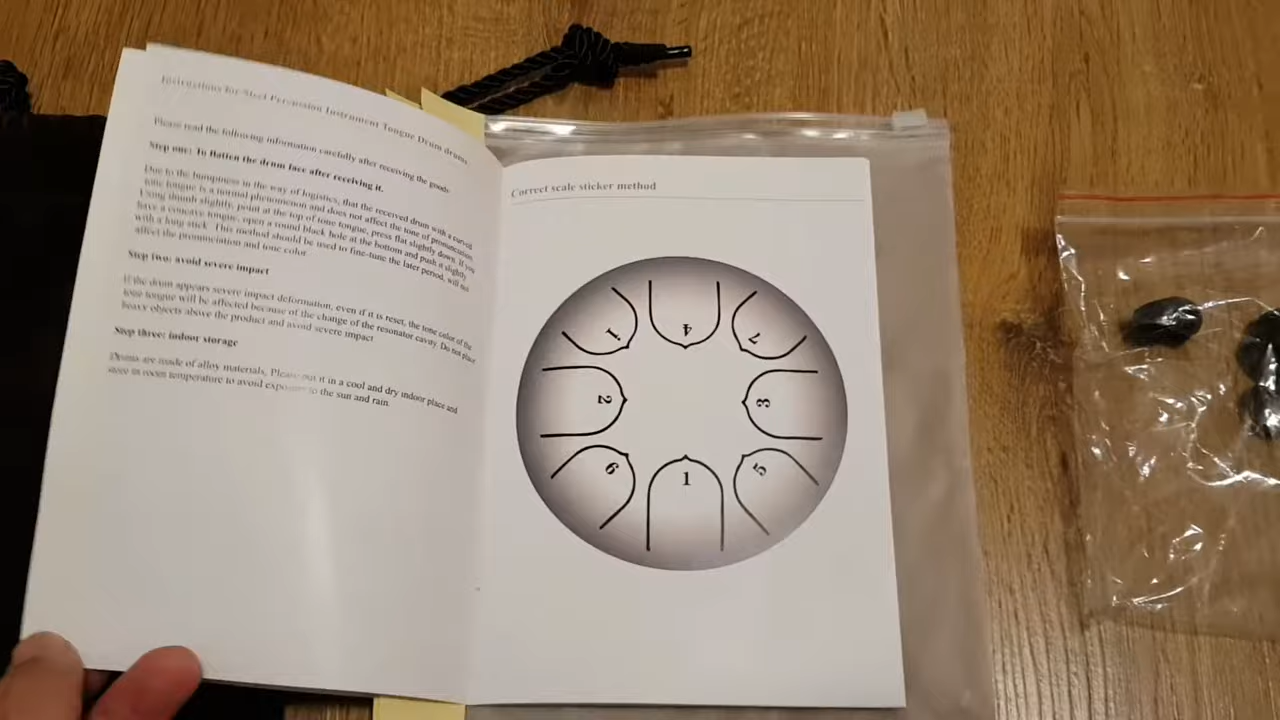 Instructions for Steel Percussion Instrument Tongue Drum drums
Please read the following information carefully after receiving the goods
Step one: To flatten the drum face after receiving it.
Due to the bumpiness in the way of logistics, that the received drum with a curved
tone tongue is a normal phenomenon and does not affect the tone of pronunciation.
Using thumb slightly, point at the top of tone tongue, press flat slightly down. If you
have a concave tongue, open a round black hole at the bottom and push it slightly
with a long stick. This method should be used to fine-tune the later period, will not
affect the pronunciation and tone color
Step two: avoid severe impact
If the drum appears severe impact deformation, even if it is reset, the tone color of the
tone tongue will be affected because of the change of the resonator cavity. Do not place
heavy objects above the product and avoid severe impact
Step three: indoor storage
Drums are made of alloy materials, Please put it in a cool and dry indoor place and
store in room temperature to avoid exposure to the sun and rain.
Correct scale sticker method
i
4
7
2
3
6
1
5